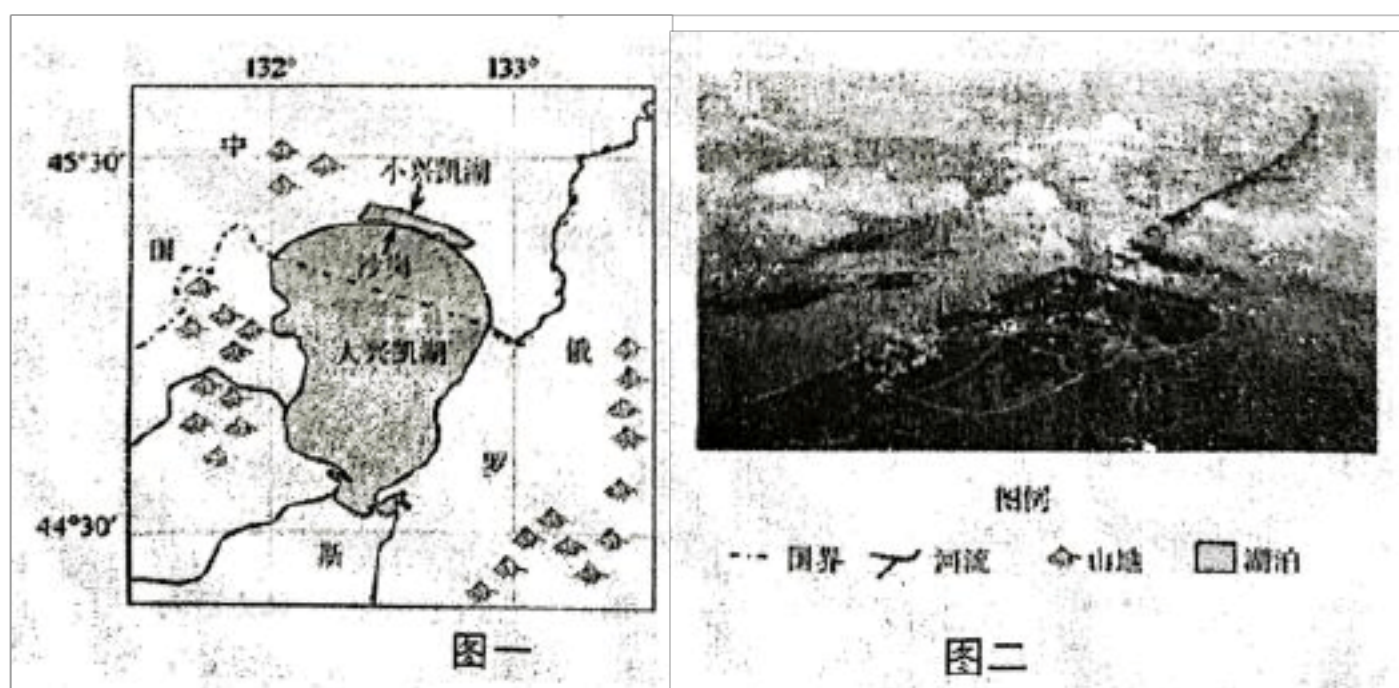 132° 133°
45°30′
44°30′
中
国
小兴凯湖
沙岗
大兴凯湖
俄
罗
斯
图一
图例
国界 河流 山地 湖泊
图二